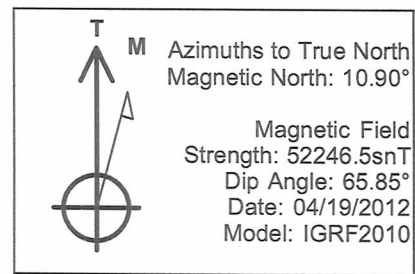 T
M
Azimuths to True North
Magnetic North: 10.90°
Magnetic Field
Strength: 52246.5snT
Dip Angle: 65.85°
Date: 04/19/2012
Model: IGRF2010